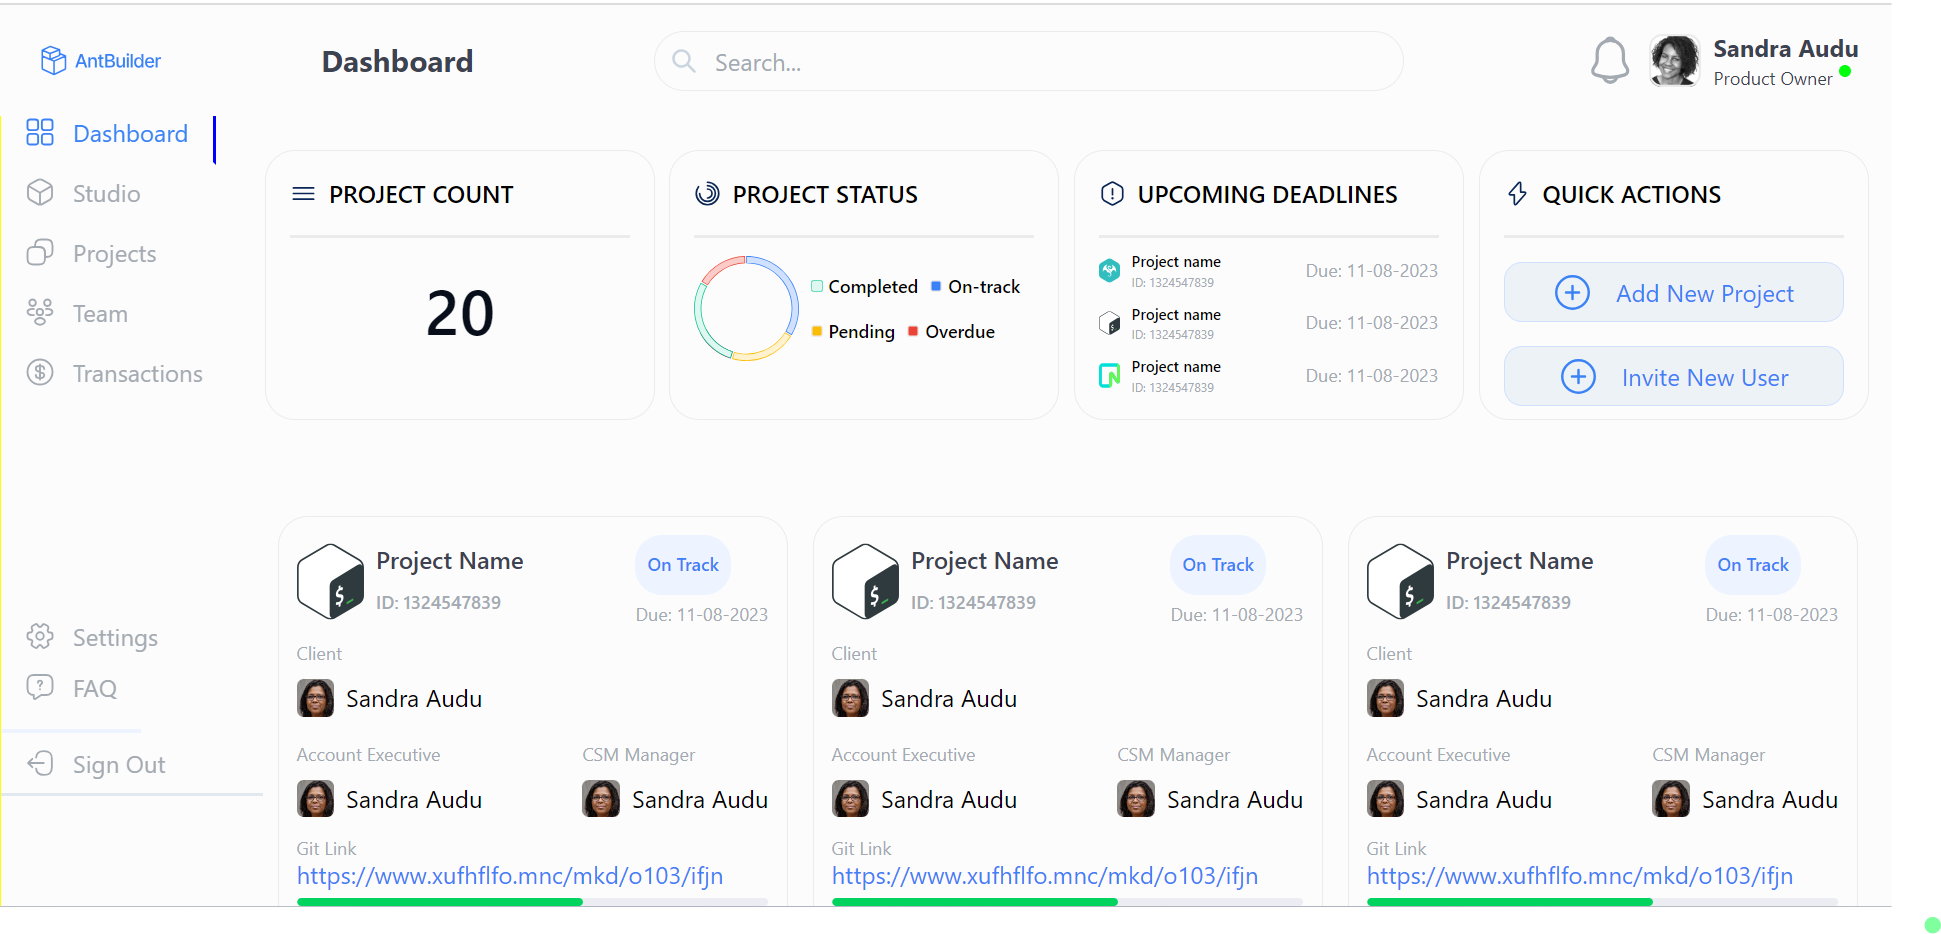 AntBuilder
Dashboard
Search...
Sandra Audu
Product Owner
Dashboard
Studio
Projects
Team
Transactions
Settings
FAQ
Sign Out
PROJECT COUNT
20
PROJECT STATUS
Completed
On-track
Pending
Overdue
UPCOMING DEADLINES
Project name
ID: 1324547839
Due: 11-08-2023
Project name
ID: 1324547839
Due: 11-08-2023
Project name
ID: 1324547839
Due: 11-08-2023
QUICK ACTIONS
Add New Project
Invite New User
Project Name
ID: 1324547839
On Track
Due: 11-08-2023
Client
Sandra Audu
Account Executive
Sandra Audu
CSM Manager
Sandra Audu
Git Link
https://www.xufhflfo.mnc/mkd/o103/ifjn
Project Name
ID: 1324547839
On Track
Due: 11-08-2023
Client
Sandra Audu
Account Executive
Sandra Audu
CSM Manager
Sandra Audu
Git Link
https://www.xufhflfo.mnc/mkd/o103/ifjn
Project Name
ID: 1324547839
On Track
Due: 11-08-2023
Client
Sandra Audu
Account Executive
Sandra Audu
CSM Manager
Sandra Audu
Git Link
https://www.xufhflfo.mnc/mkd/o103/ifjn